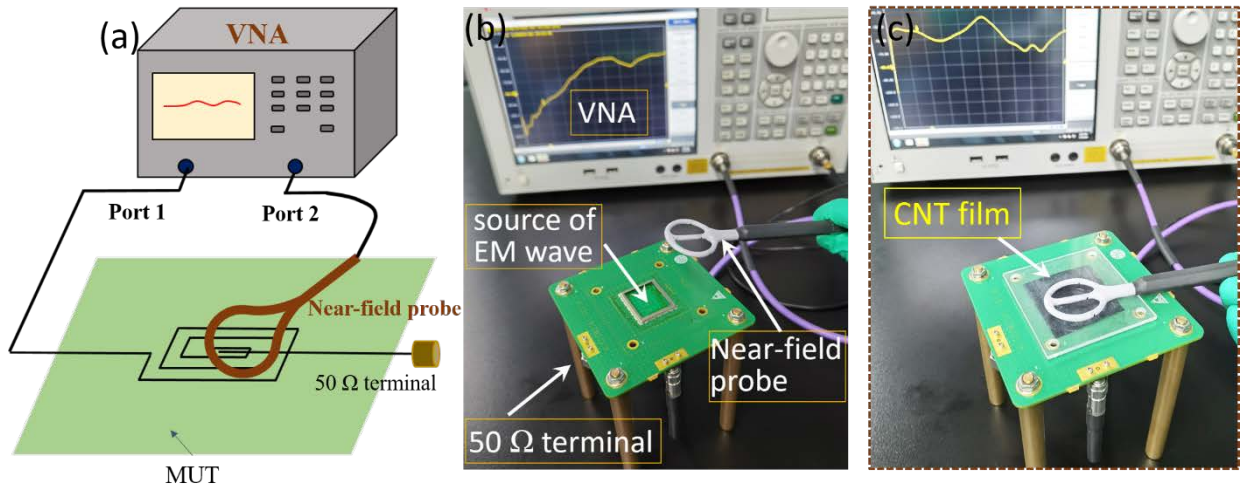 (a)
VNA
Port 1
Port 2
Near-field probe
50 Ω terminal
MUT
(b)
VNA
source of
EM wave
Near-field
probe
50 Ω terminal
(c)
CNT film